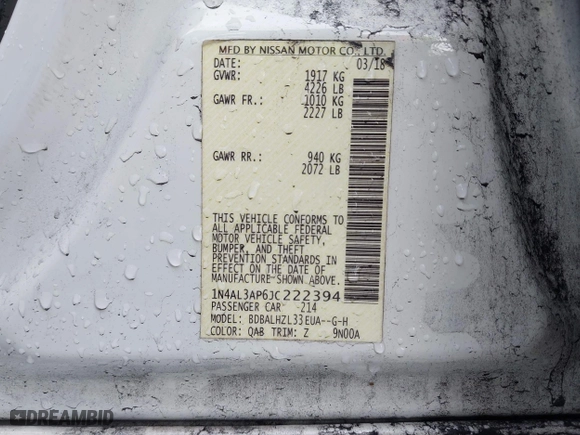 MFD BY NISSAN MOTOR CO., LTD.
DATE: 03/18
GVWR: 1917 KG
4226 LB
GAWR FR.: 1010 KG
2227 LB
GAWR RR.: 940 KG
2072 LB
THIS VEHICLE CONFORMS TO
ALL APPLICABLE FEDERAL
MOTOR VEHICLE SAFETY,
BUMPER, AND THEFT
PREVENTION STANDARDS IN
EFFECT ON THE DATE OF
MANUFACTURE SHOWN ABOVE.
1N4AL3AP6JC222394
PASSENGER CAR 214
MODEL: BDBALHZL33EUA--G-H
COLOR: QAB TRIM: Z 9N00A
DREAMBID